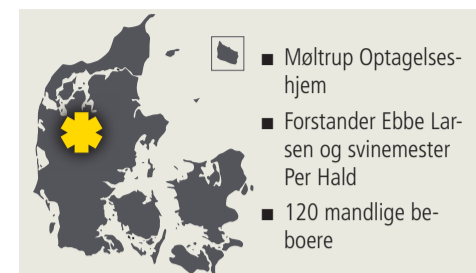 ■ Møltrup Optagelses-
hjem
■ Forstander Ebbe Lar-
sen og svinemester
Per Hald
■ 120 mandlige be-
boere